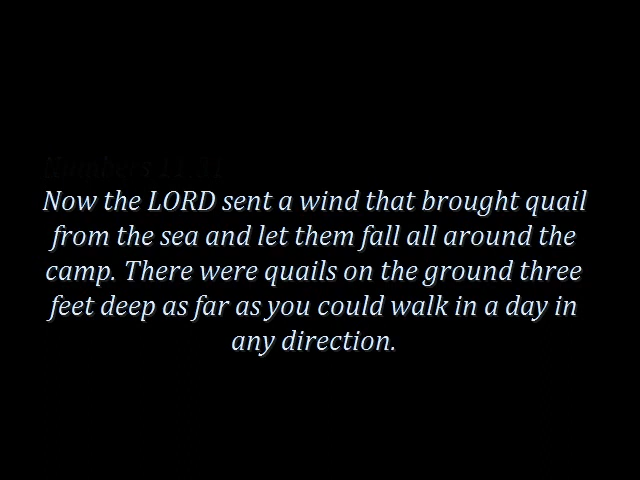 Numbers 11:31
Now the LORD sent a wind that brought quail
from the sea and let them fall all around the
camp. There were quails on the ground three
feet deep as far as you could walk in a day in
any direction.